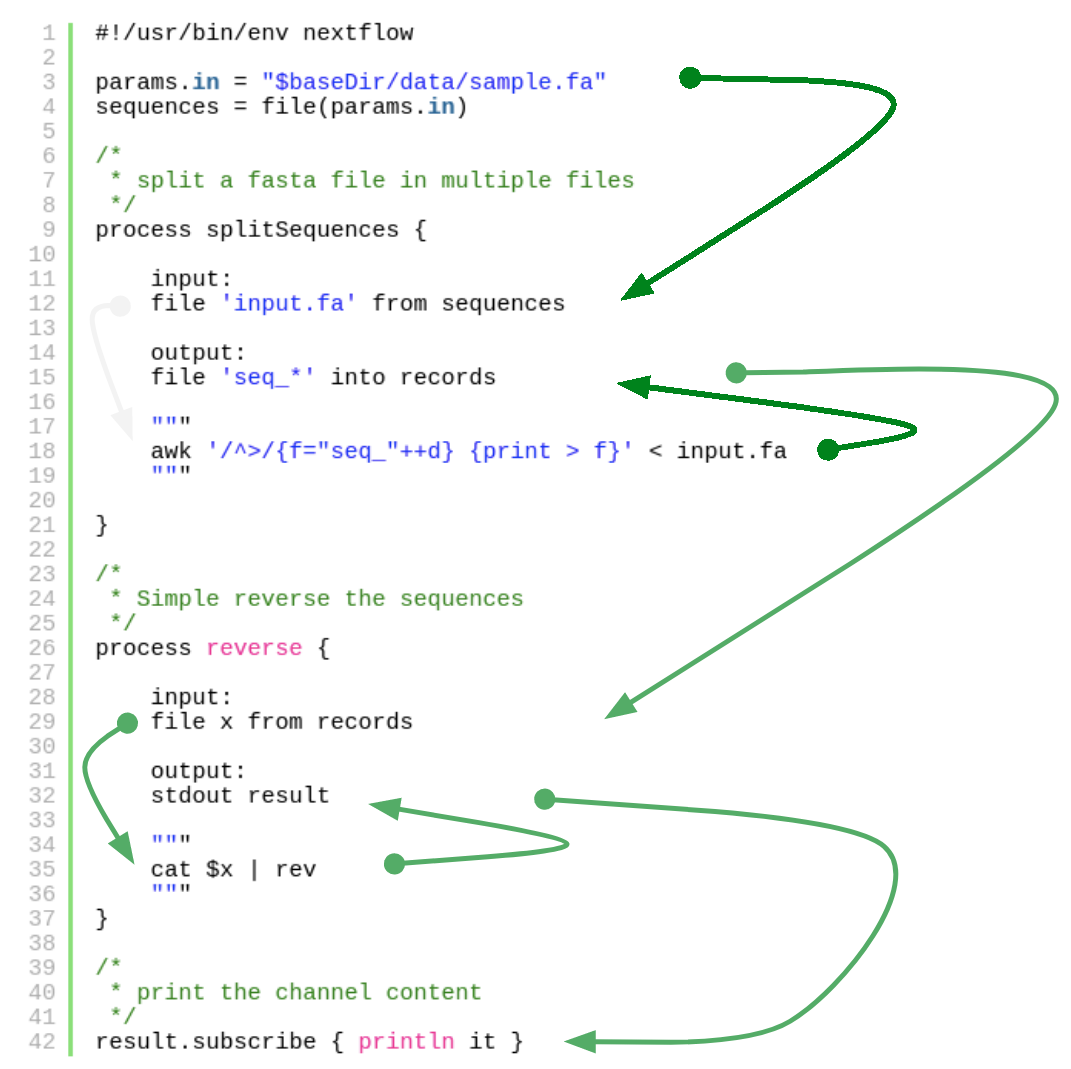 1 #!/usr/bin/env nextflow
2
3 params.in = "$baseDir/data/sample.fa"
4 sequences = file(params.in)
5
6 /*
7  * split a fasta file in multiple files
8  */
9 process splitSequences {
10
11     input:
12     file 'input.fa' from sequences
13
14     output:
15     file 'seq_*' into records
16
17     """
18     awk '/^>/{f="seq_"++d} {print > f}' < input.fa
19     """
20
21 }
22
23 /*
24  * Simple reverse the sequences
25  */
26 process reverse {
27
28     input:
29     file x from records
30
31     output:
32     stdout result
33
34     """
35     cat $x | rev
36     """
37 }
38
39 /*
40  * print the channel content
41  */
42 result.subscribe { println it }